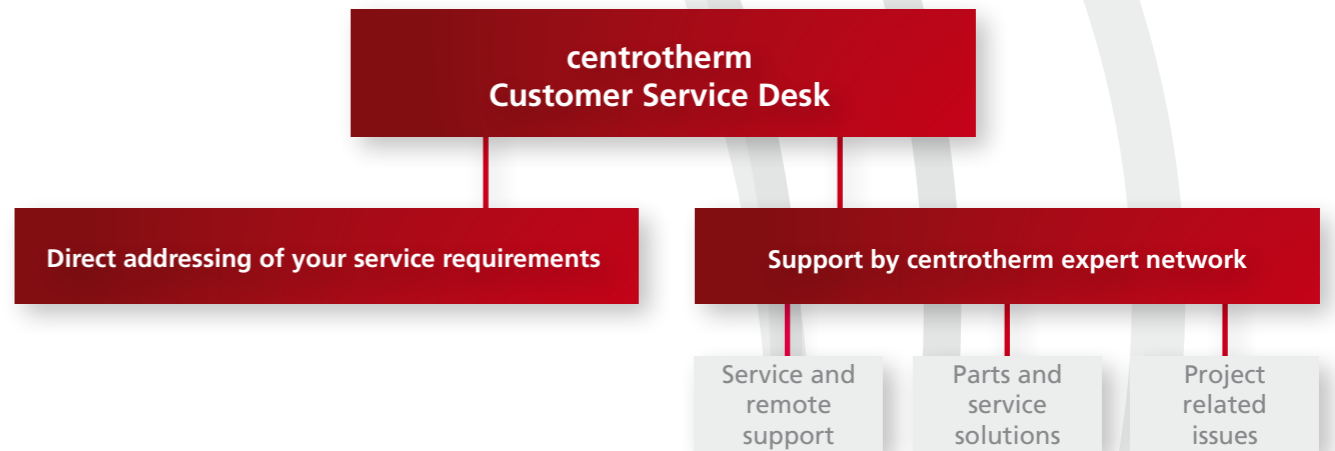 centrotherm
Customer Service Desk
Direct addressing of your service requirements
Support by centrotherm expert network
Service and
remote
support
Parts and
service
solutions
Project
related
issues